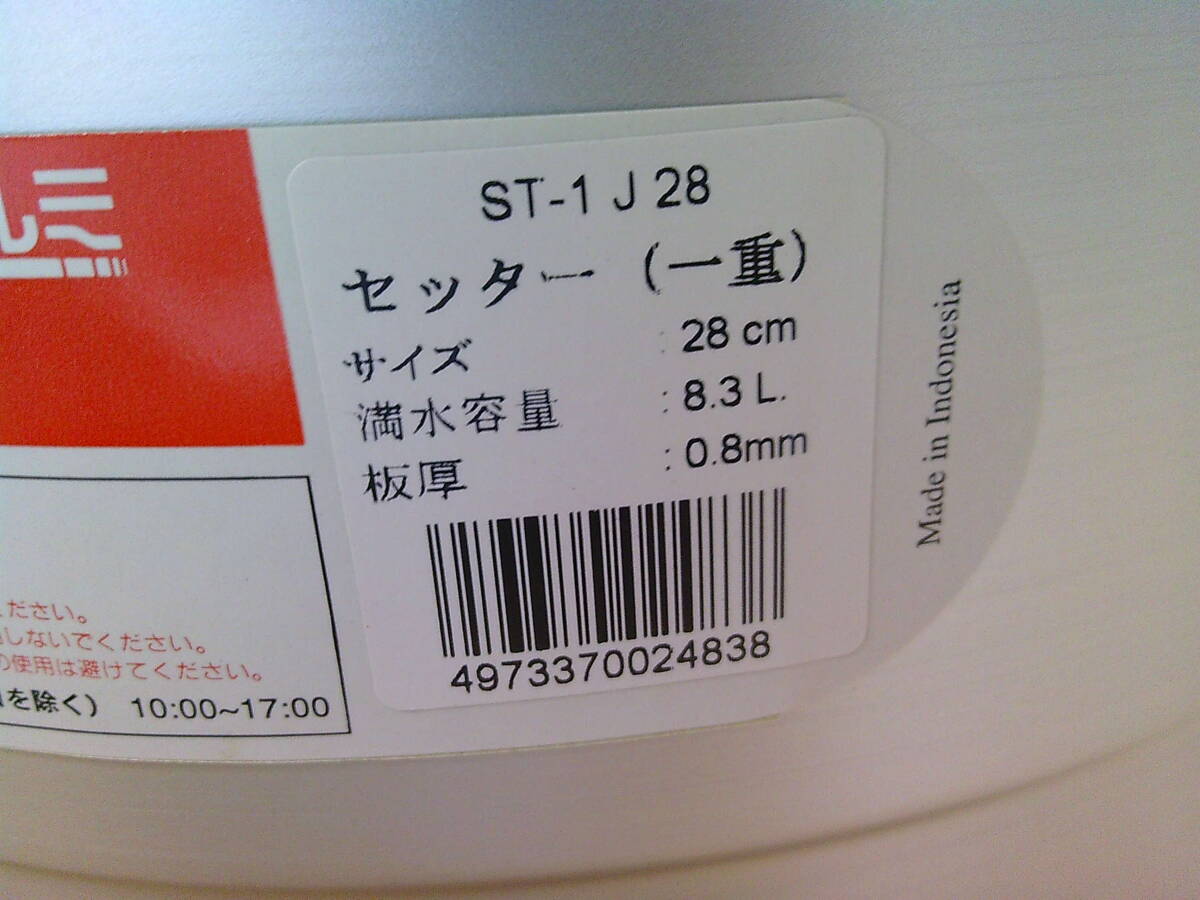 ST-1 J 28
セッター (一重)
サイズ : 28 cm
満水容量 : 8.3 L.
板厚 : 0.8mm
4973370024838
Made in Indonesia
ださい。
しないでください。
の使用は避けてください。
を除く) 10:00~17:00